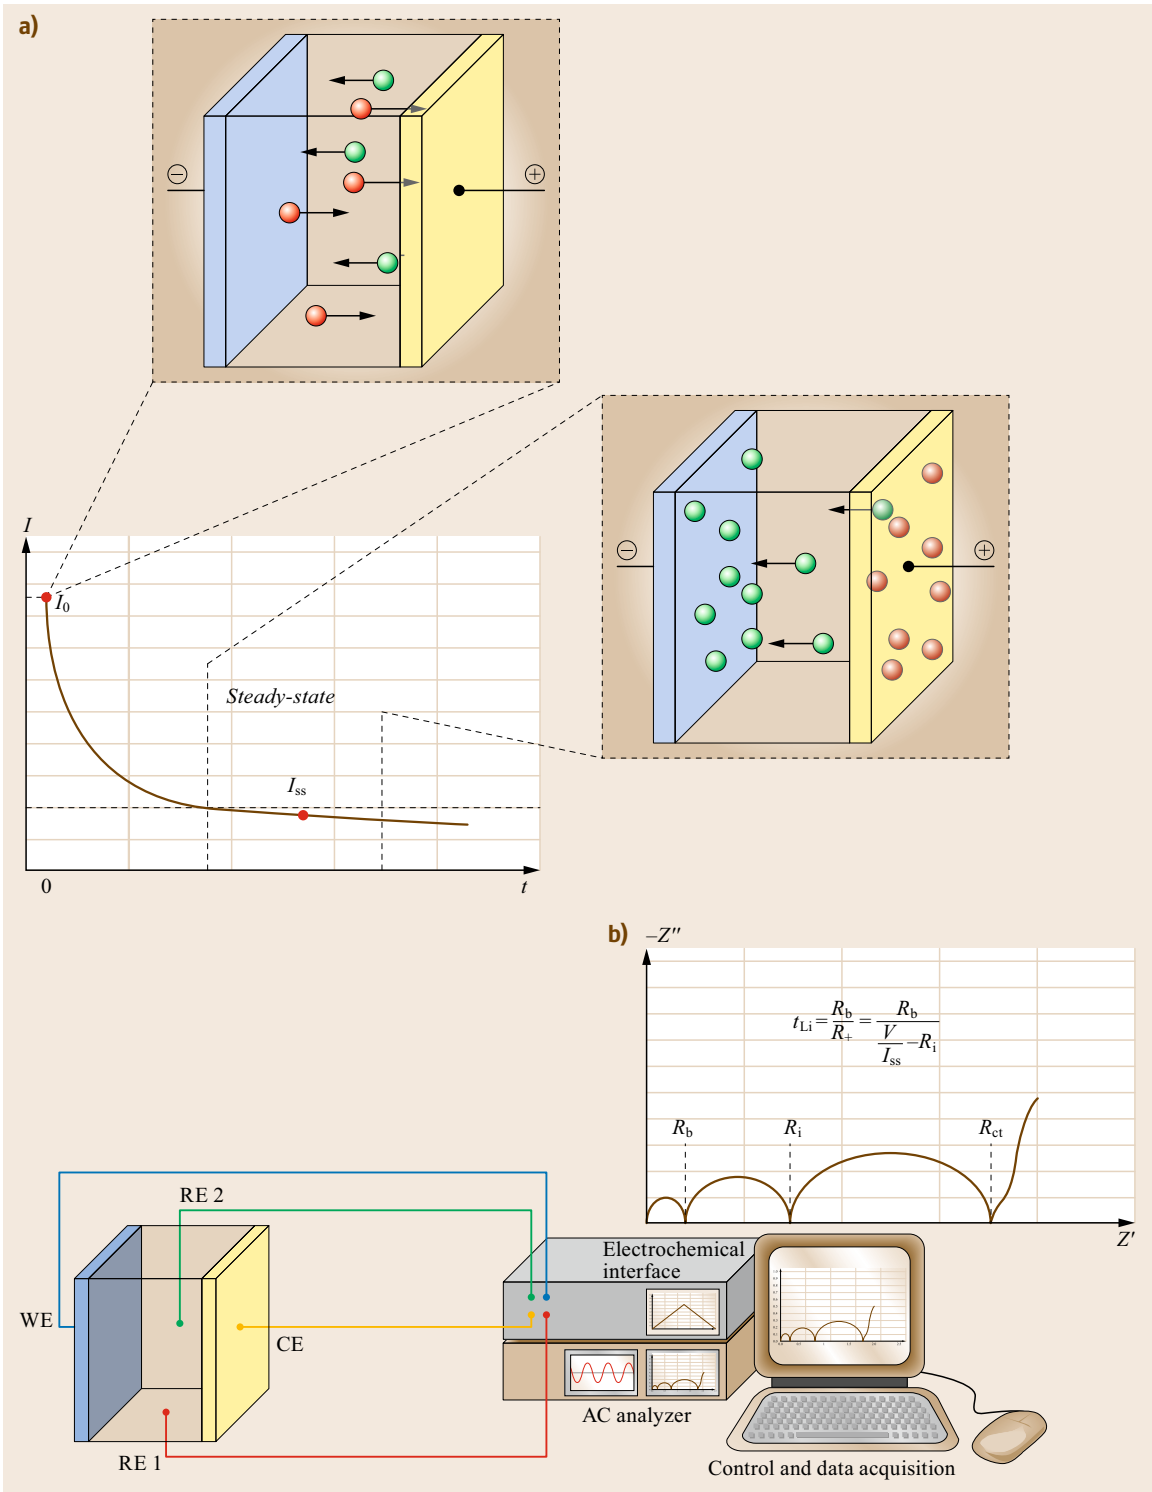 a)
−
+
−
+
I
I₀
Steady-state
Iss
0
t
b)
–Z″
tLi = Rb/R+ = Rb/(V/Iss – Ri)
Rb
Ri
Rct
Z′
RE 2
Electrochemical
interface
WE
CE
AC analyzer
RE 1
Control and data acquisition